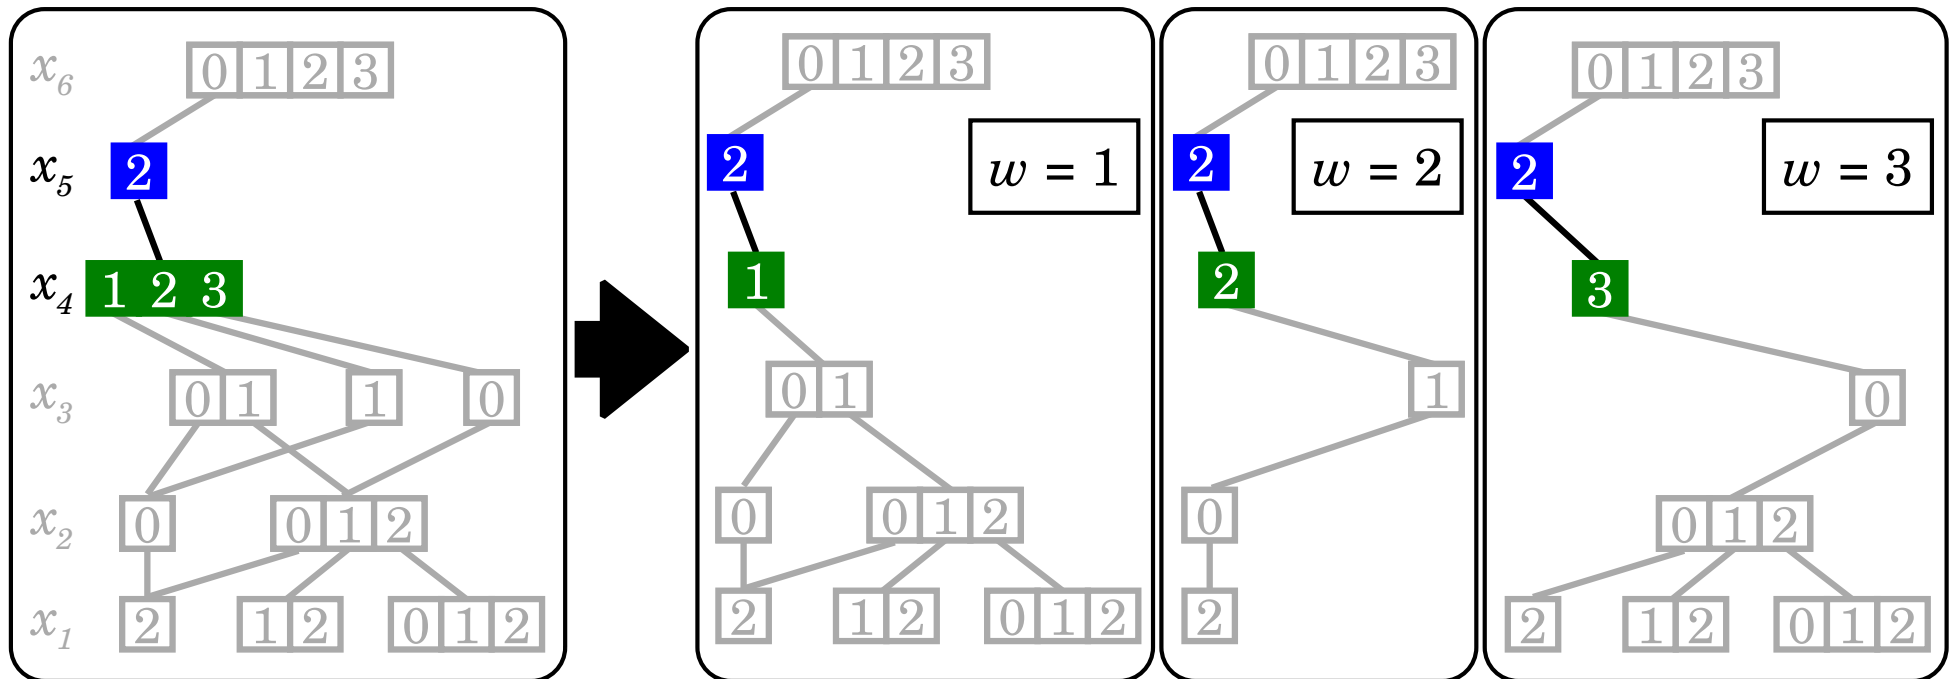 x6 0 1 2 3
x5 2
x4 1 2 3
x3 0 1 1 0
x2 0 0 1 2
x1 2 1 2 0 1 2
0 1 2 3
2 w = 1
1
0 1
0 0 1 2
2 1 2 0 1 2
0 1 2 3
2 w = 2
2
1
0
2
0 1 2 3
2 w = 3
3
0
0 1 2
2 1 2 0 1 2